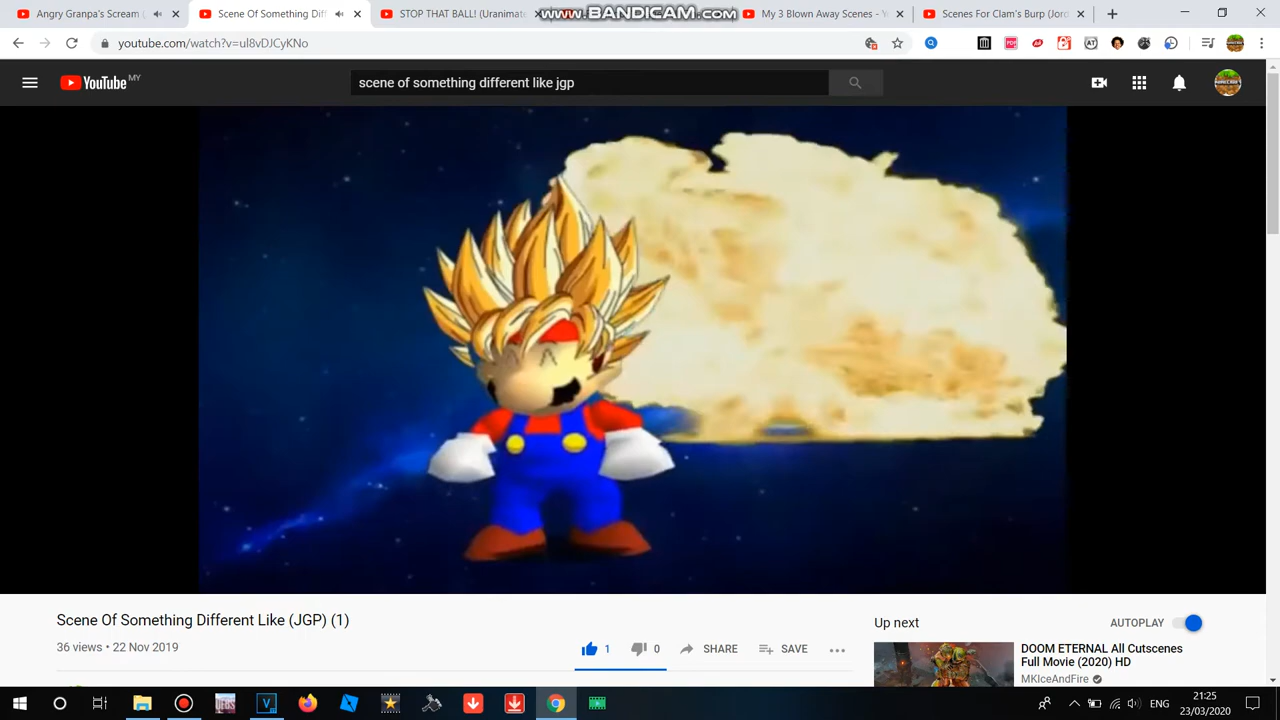 Angry Granpa's Scream (
Scene Of Something Diff
STOP THAT BALL! (Uranimate
www.BANDICAM.com
My 3 Blown Away Scenes - Y
Scenes For Clam's Burp (Jord
youtube.com/watch?v=ul8vDJCyKNo
YouTube MY
scene of something different like jgp
Scene Of Something Different Like (JGP) (1)
36 views • 22 Nov 2019
1
0
SHARE
SAVE
Up next
AUTOPLAY
DOOM ETERNAL All Cutscenes
Full Movie (2020) HD
MKIceAndFire
ENG
21:25
23/03/2020